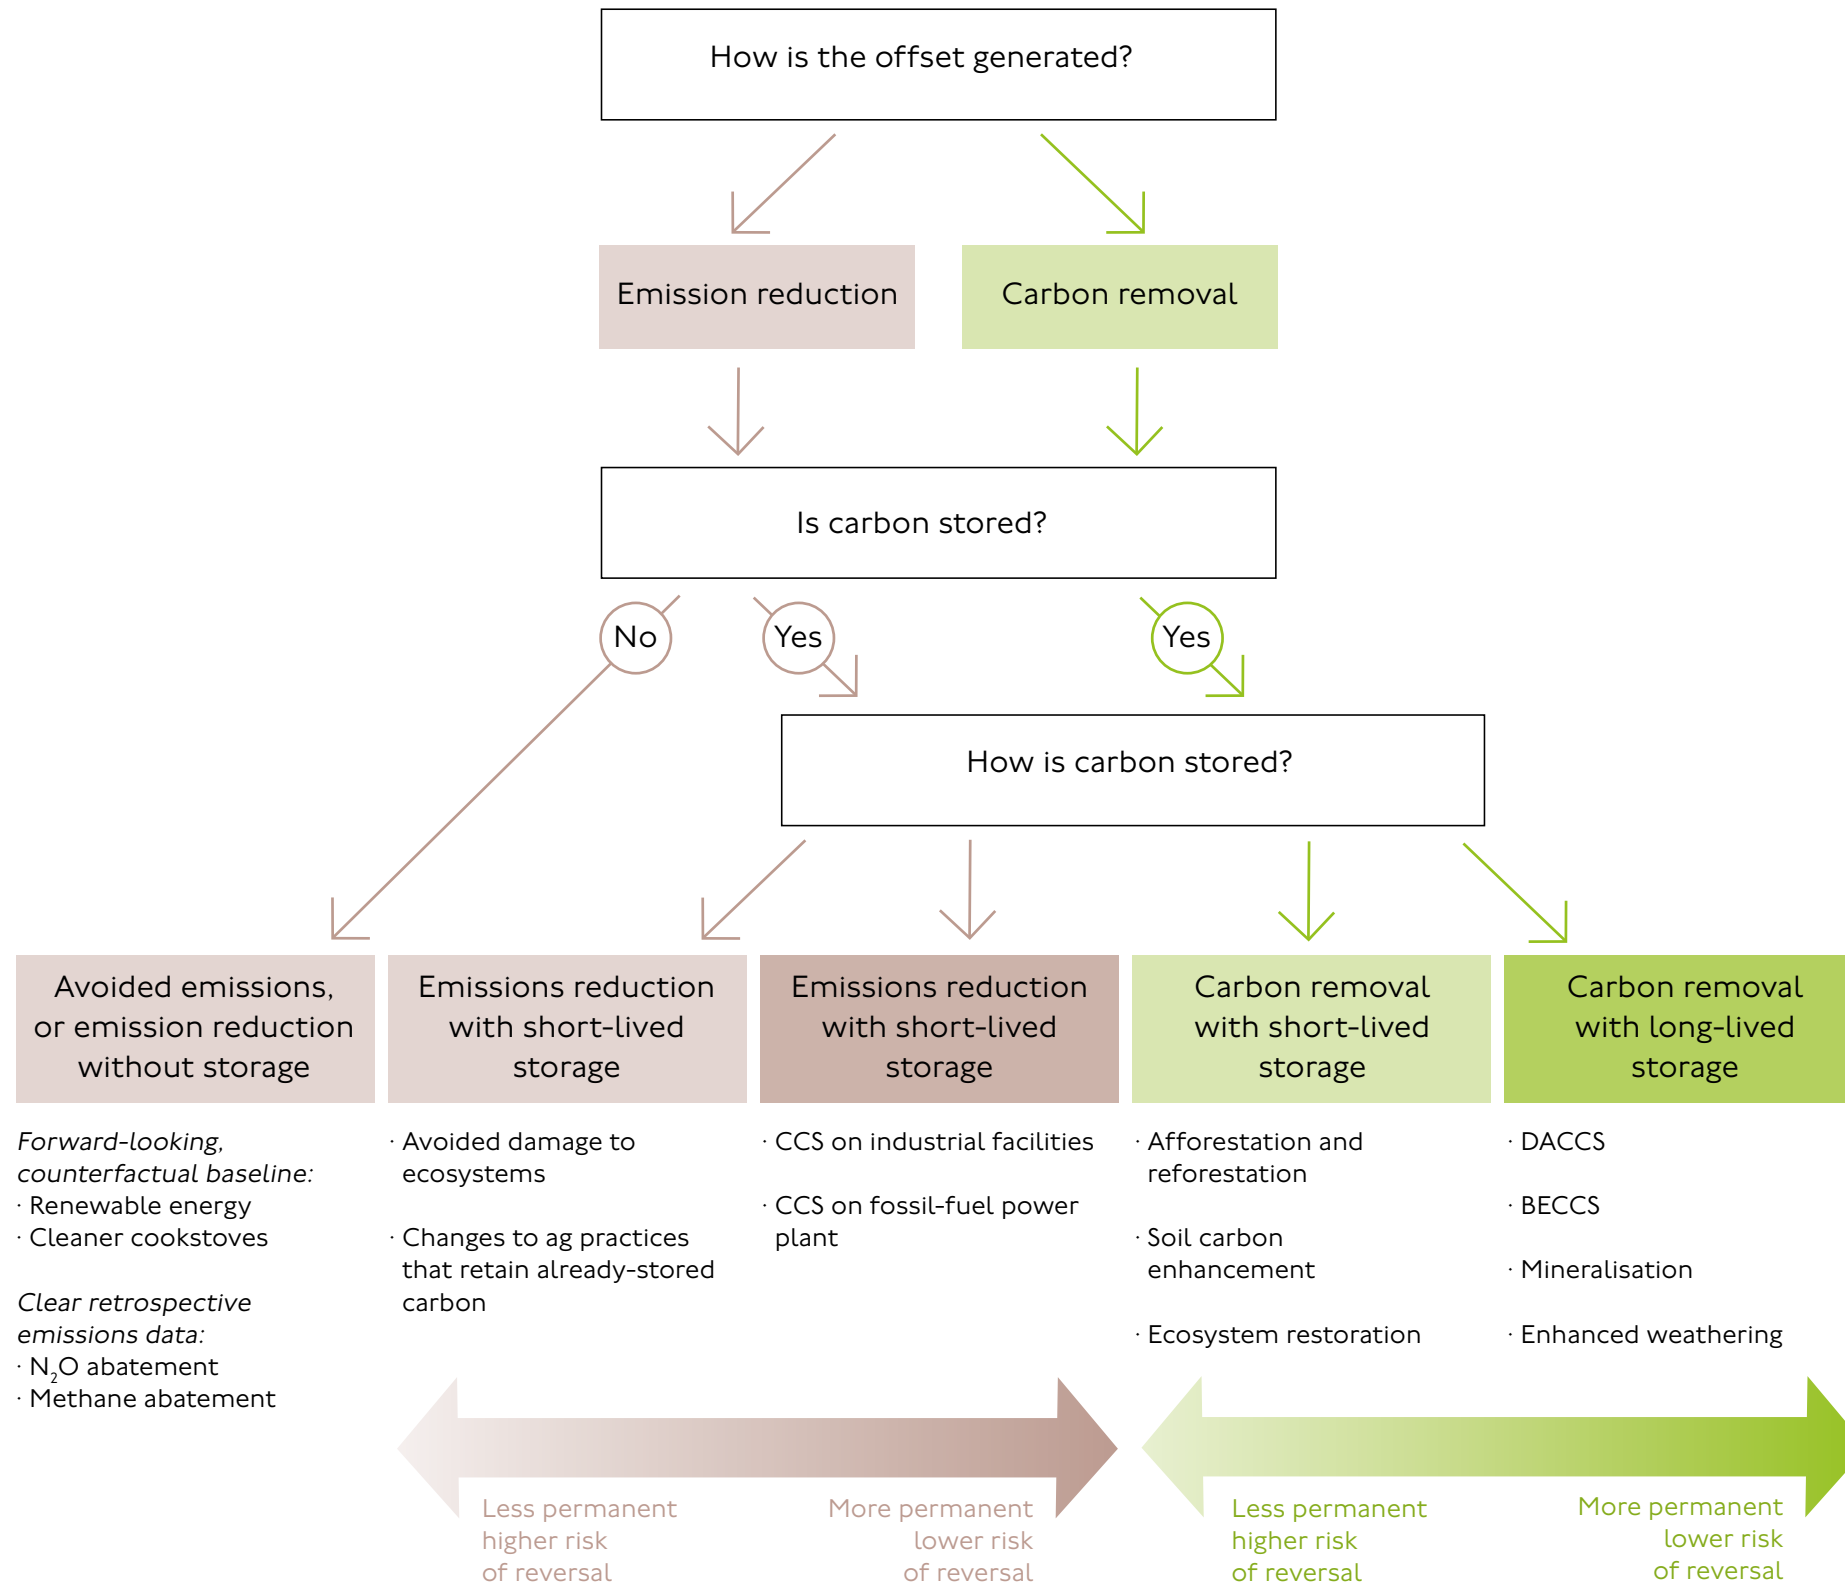 How is the offset generated?
Emission reduction
Carbon removal
Is carbon stored?
No
Yes
Yes
How is carbon stored?
Avoided emissions,
or emission reduction
without storage
Emissions reduction
with short-lived
storage
Emissions reduction
with short-lived
storage
Carbon removal
with short-lived
storage
Carbon removal
with long-lived
storage
Forward-looking,
counterfactual baseline:
· Renewable energy
· Cleaner cookstoves
Clear retrospective
emissions data:
· N₂O abatement
· Methane abatement
· Avoided damage to
ecosystems
· Changes to ag practices
that retain already-stored
carbon
· CCS on industrial facilities
· CCS on fossil-fuel power
plant
· Afforestation and
reforestation
· Soil carbon
enhancement
· Ecosystem restoration
· DACCS
· BECCS
· Mineralisation
· Enhanced weathering
Less permanent
higher risk
of reversal
More permanent
lower risk
of reversal
Less permanent
higher risk
of reversal
More permanent
lower risk
of reversal